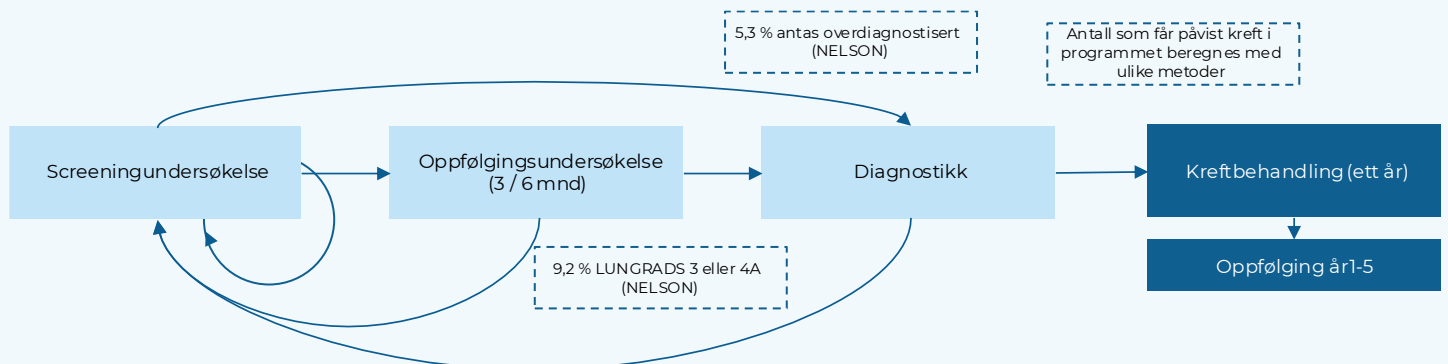 5,3 % antas overdiagnostisert
(NELSON)
Antall som får påvist kreft i
programmet beregnes med
ulike metoder
Screeningundersøkelse
Oppfølgingsundersøkelse
(3 / 6 mnd)
Diagnostikk
Kreftbehandling (ett år)
9,2 % LUNGRADS 3 eller 4A
(NELSON)
Oppfølging år1-5